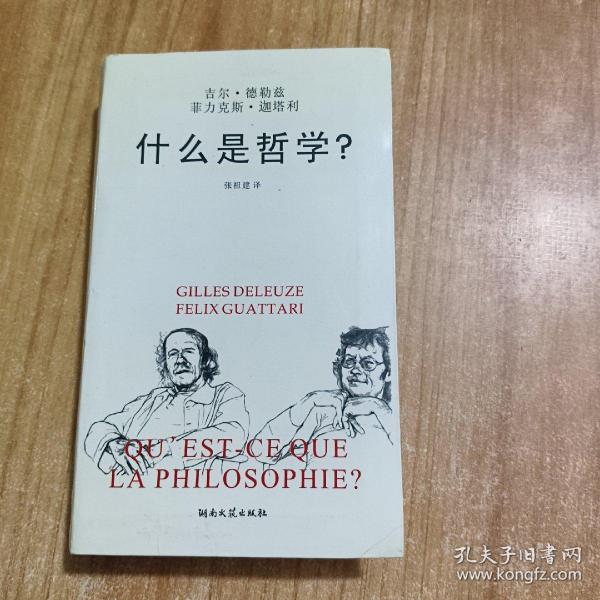 吉尔·德勒兹
菲力克斯·迦塔利
什么是哲学?
张祖建 译
GILLES DELEUZE
FELIX GUATTARI
QU'EST-CE QUE
LA PHILOSOPHIE?
湖南文艺出版社
孔夫子旧书网
www.kongfz.com